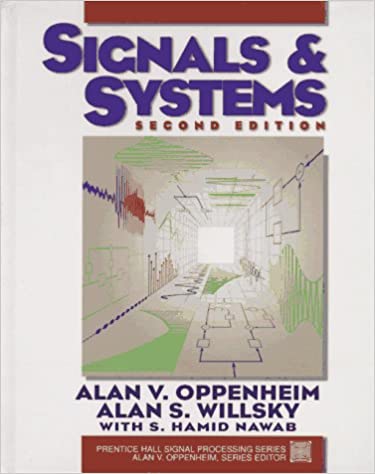 SIGNALS &
SYSTEMS
SECOND EDITION
ALAN V. OPPENHEIM
ALAN S. WILLSKY
WITH S. HAMID NAWAB
PRENTICE HALL SIGNAL PROCESSING SERIES
ALAN V. OPPENHEIM, SERIES EDITOR